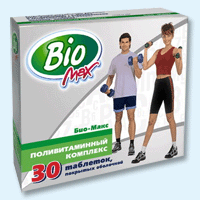 Bio
Max
Био-Макс
ПОЛИВИТАМИННЫЙ
КОМПЛЕКС
30 таблеток,
покрытых оболочкой